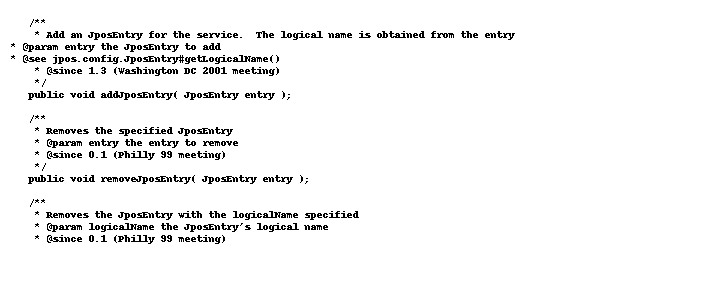 /**
* Add an JposEntry for the service.  The logical name is obtained from the entry
* @param entry the JposEntry to add
* @see jpos.config.JposEntry#getLogicalName()
* @since 1.3 (Washington DC 2001 meeting)
*/
public void addJposEntry( JposEntry entry );
/**
* Removes the specified JposEntry
* @param entry the entry to remove
* @since 0.1 (Philly 99 meeting)
*/
public void removeJposEntry( JposEntry entry );
/**
* Removes the JposEntry with the logicalName specified
* @param logicalName the JposEntry's logical name
* @since 0.1 (Philly 99 meeting)